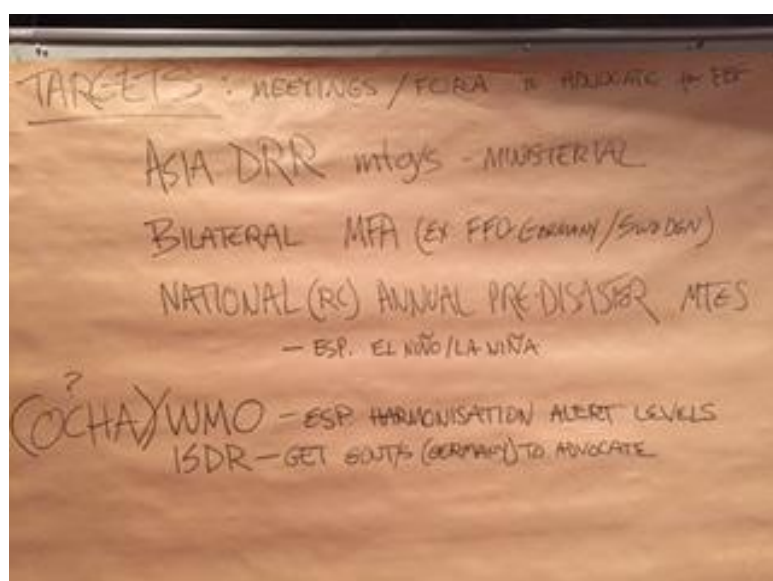 TARGETS : MEETINGS / FORA to ADVOCATE for FBF
ASIA DRR mtg/s - MINISTERIAL
BILATERAL MFA (EX FFO-GERMANY/SWEDEN)
NATIONAL (RC) ANNUAL PRE-DISASTER MTES
- ESP. EL NIÑO/LA NIÑA
?
(OCHA) WMO - ESP. HARMONISATION ALERT LEVELS
ISDR - GET GOVT/S (GERMANY) TO ADVOCATE